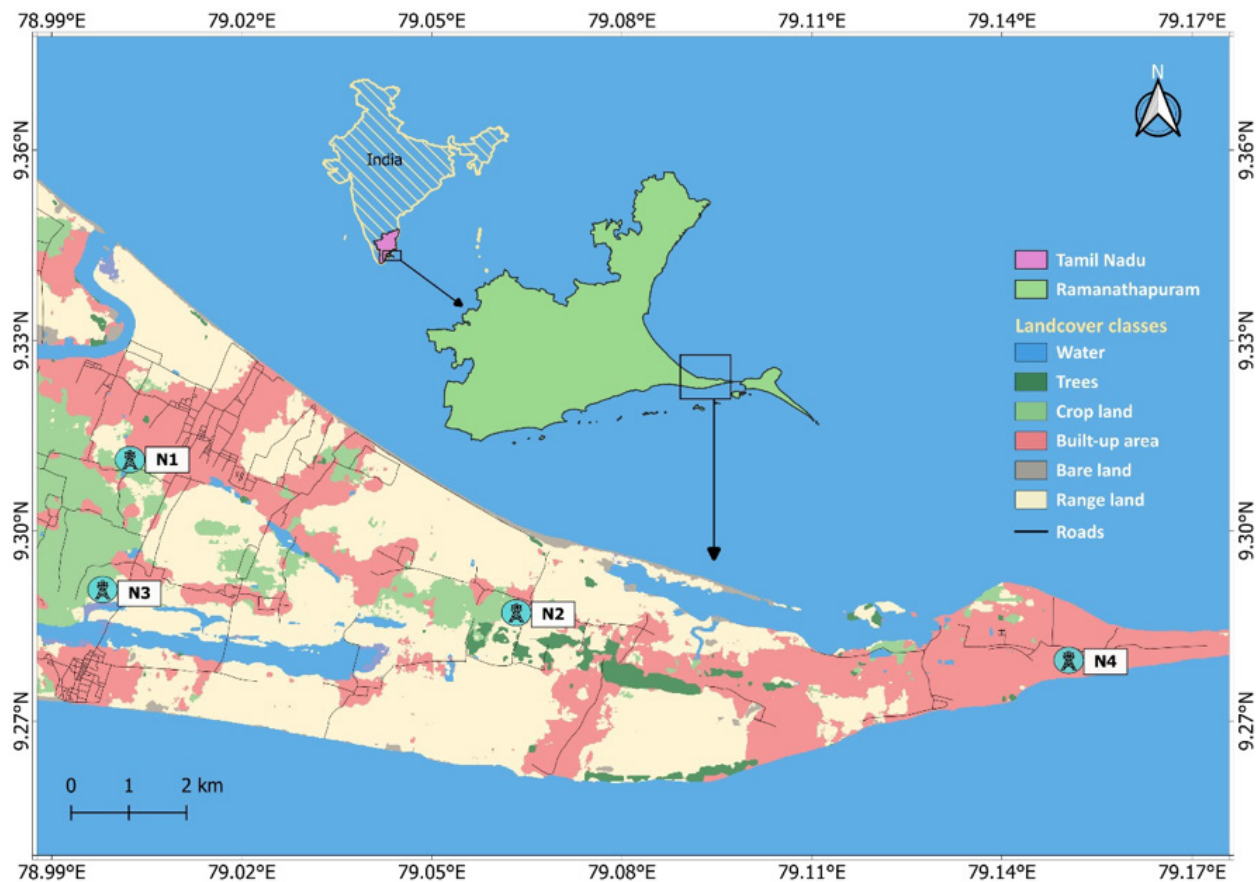 78.99°E 79.02°E 79.05°E 79.08°E 79.11°E 79.14°E 79.17°E
N
9.36°N 9.36°N
India
Tamil Nadu
Ramanathapuram
Landcover classes
9.33°N 9.33°N
Water
Trees
Crop land
Built-up area
N1
Bare land
Range land
9.30°N 9.30°N
Roads
N3
N2
N4
9.27°N 9.27°N
0 1 2 km
78.99°E 79.02°E 79.05°E 79.08°E 79.11°E 79.14°E 79.17°E